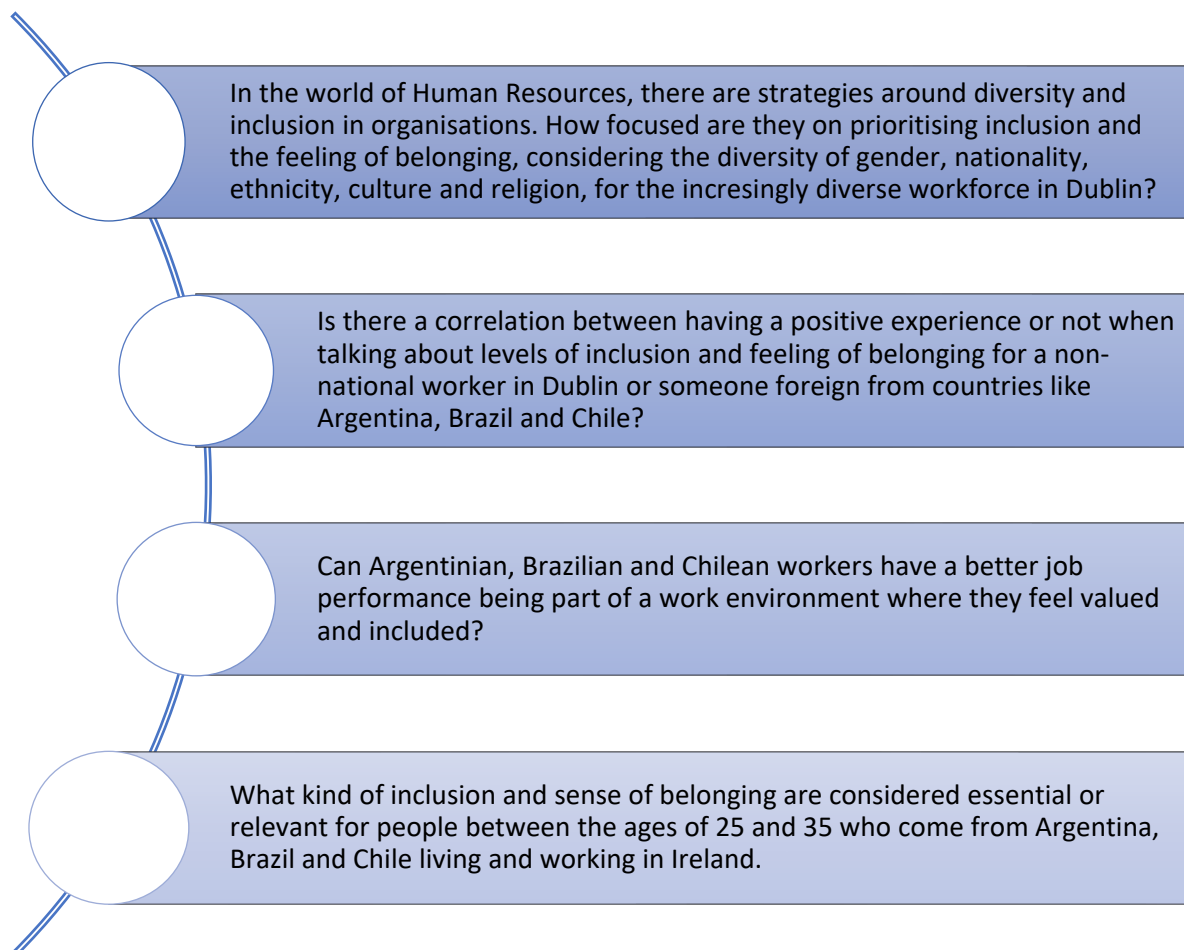 In the world of Human Resources, there are strategies around diversity and
inclusion in organisations. How focused are they on prioritising inclusion and
the feeling of belonging, considering the diversity of gender, nationality,
ethnicity, culture and religion, for the incresingly diverse workforce in Dublin?
Is there a correlation between having a positive experience or not when
talking about levels of inclusion and feeling of belonging for a non-
national worker in Dublin or someone foreign from countries like
Argentina, Brazil and Chile?
Can Argentinian, Brazilian and Chilean workers have a better job
performance being part of a work environment where they feel valued
and included?
What kind of inclusion and sense of belonging are considered essential or
relevant for people between the ages of 25 and 35 who come from Argentina,
Brazil and Chile living and working in Ireland.